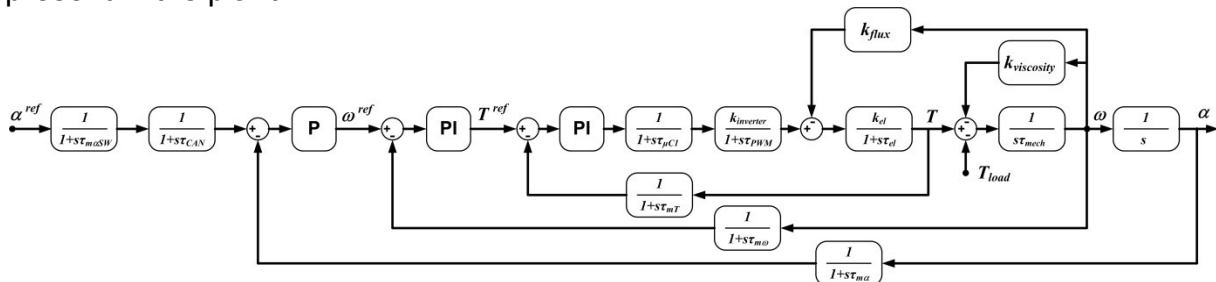 k_flux
k_viscosity
α^ref
1
1+sτ_mαSW
1
1+sτ_CAN
+
-
P
ω^ref
+
-
PI
T^ref
+
-
PI
1
1+sτ_μC1
k_inverter
1+sτ_PWM
-
+
k_el
1+sτ_el
T
-
+
-
1
sτ_mech
ω
1
s
α
T_load
1
1+sτ_mT
1
1+sτ_mω
1
1+sτ_mα